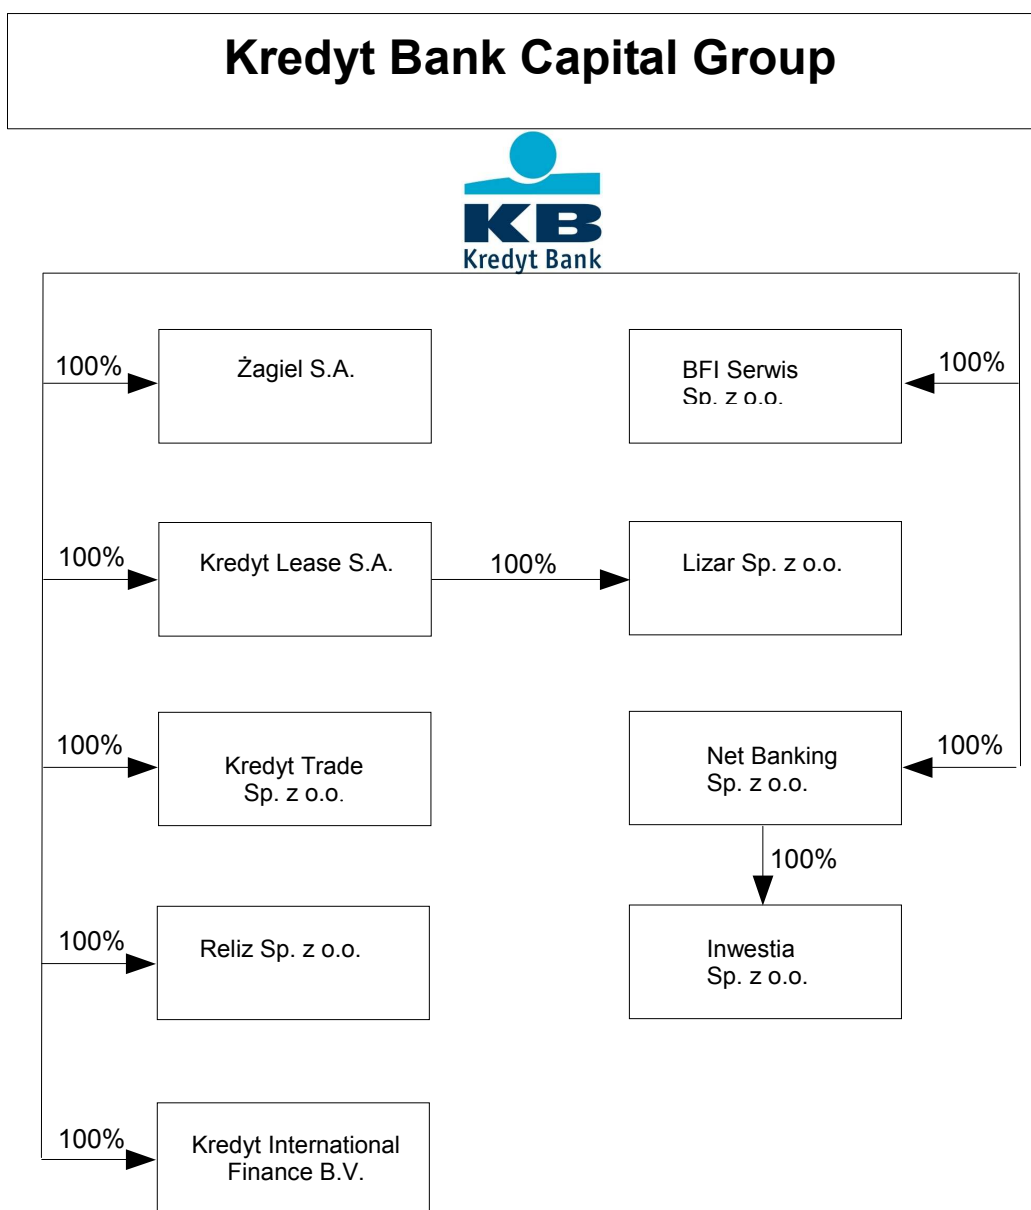 Kredyt Bank Capital Group
KB
Kredyt Bank
100%
Żagiel S.A.
BFI Serwis
Sp. z o.o.
100%
100%
Kredyt Lease S.A.
100%
Lizar Sp. z o.o.
100%
Kredyt Trade
Sp. z o.o.
Net Banking
Sp. z o.o.
100%
100%
100%
Reliz Sp. z o.o.
Inwestia
Sp. z o.o.
100%
Kredyt International
Finance B.V.